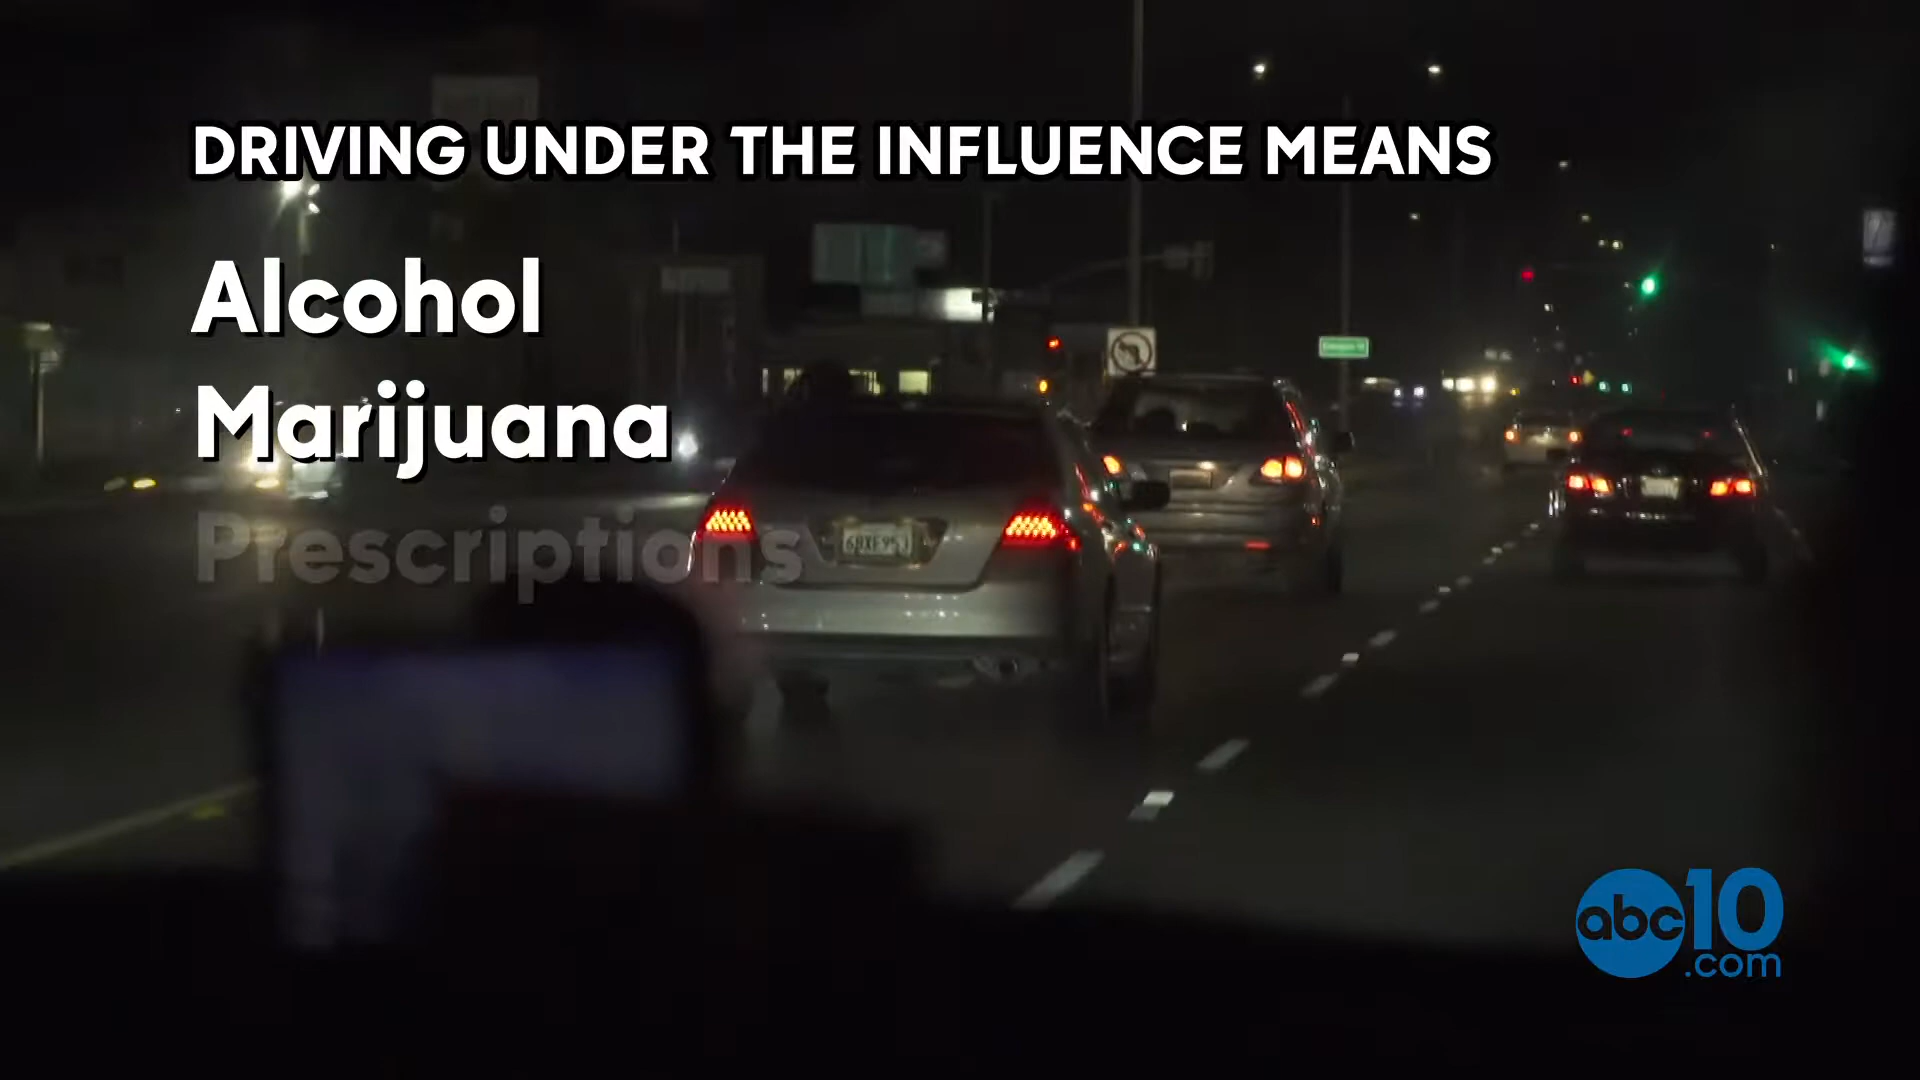 DRIVING UNDER THE INFLUENCE MEANS
Alcohol
Marijuana
Prescriptions
abc10
.com